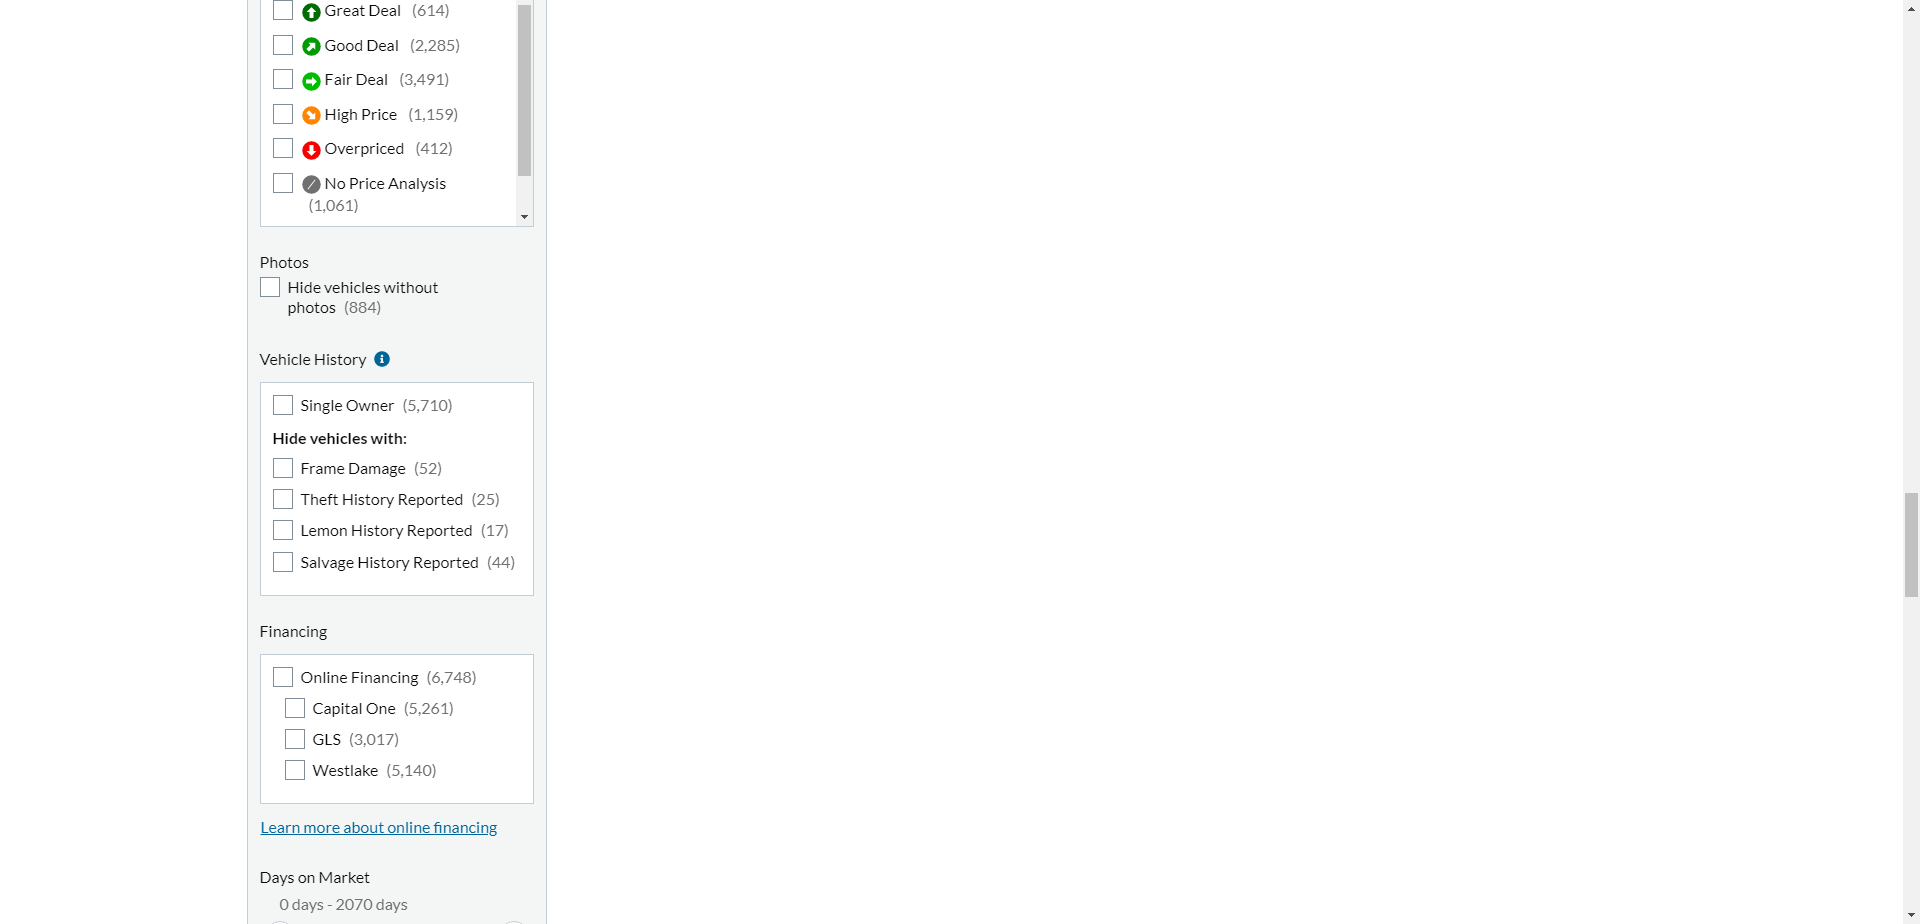 Great Deal (614)
Good Deal (2,285)
Fair Deal (3,491)
High Price (1,159)
Overpriced (412)
No Price Analysis
(1,061)
Photos
Hide vehicles without
photos (884)
Vehicle History
Single Owner (5,710)
Hide vehicles with:
Frame Damage (52)
Theft History Reported (25)
Lemon History Reported (17)
Salvage History Reported (44)
Financing
Online Financing (6,748)
Capital One (5,261)
GLS (3,017)
Westlake (5,140)
Learn more about online financing
Days on Market
0 days - 2070 days